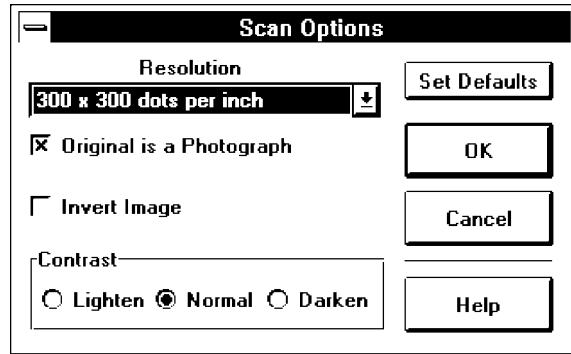 Scan Options
Resolution
300 x 300 dots per inch
Set Defaults
Original is a Photograph
OK
Invert Image
Cancel
Contrast
Lighten Normal Darken
Help